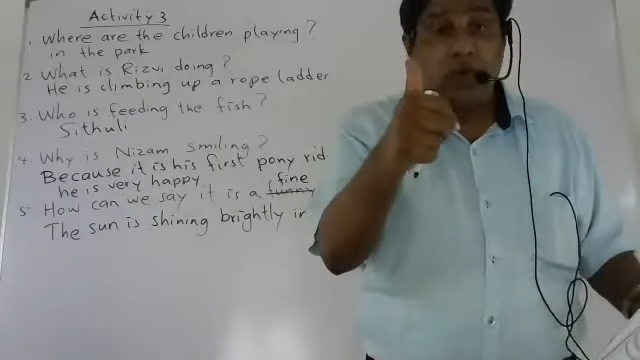 Activity 3
1. Where are the children playing?
in the park
2. What is Rizvi doing?
He is climbing up a rope ladder
3. Who is feeding the fish?
Sithuli
4. Why is Nizam smiling?
Because it is his first pony rid
he is very happy
fine
5. How can we say it is a funny
The sun is shining brightly in